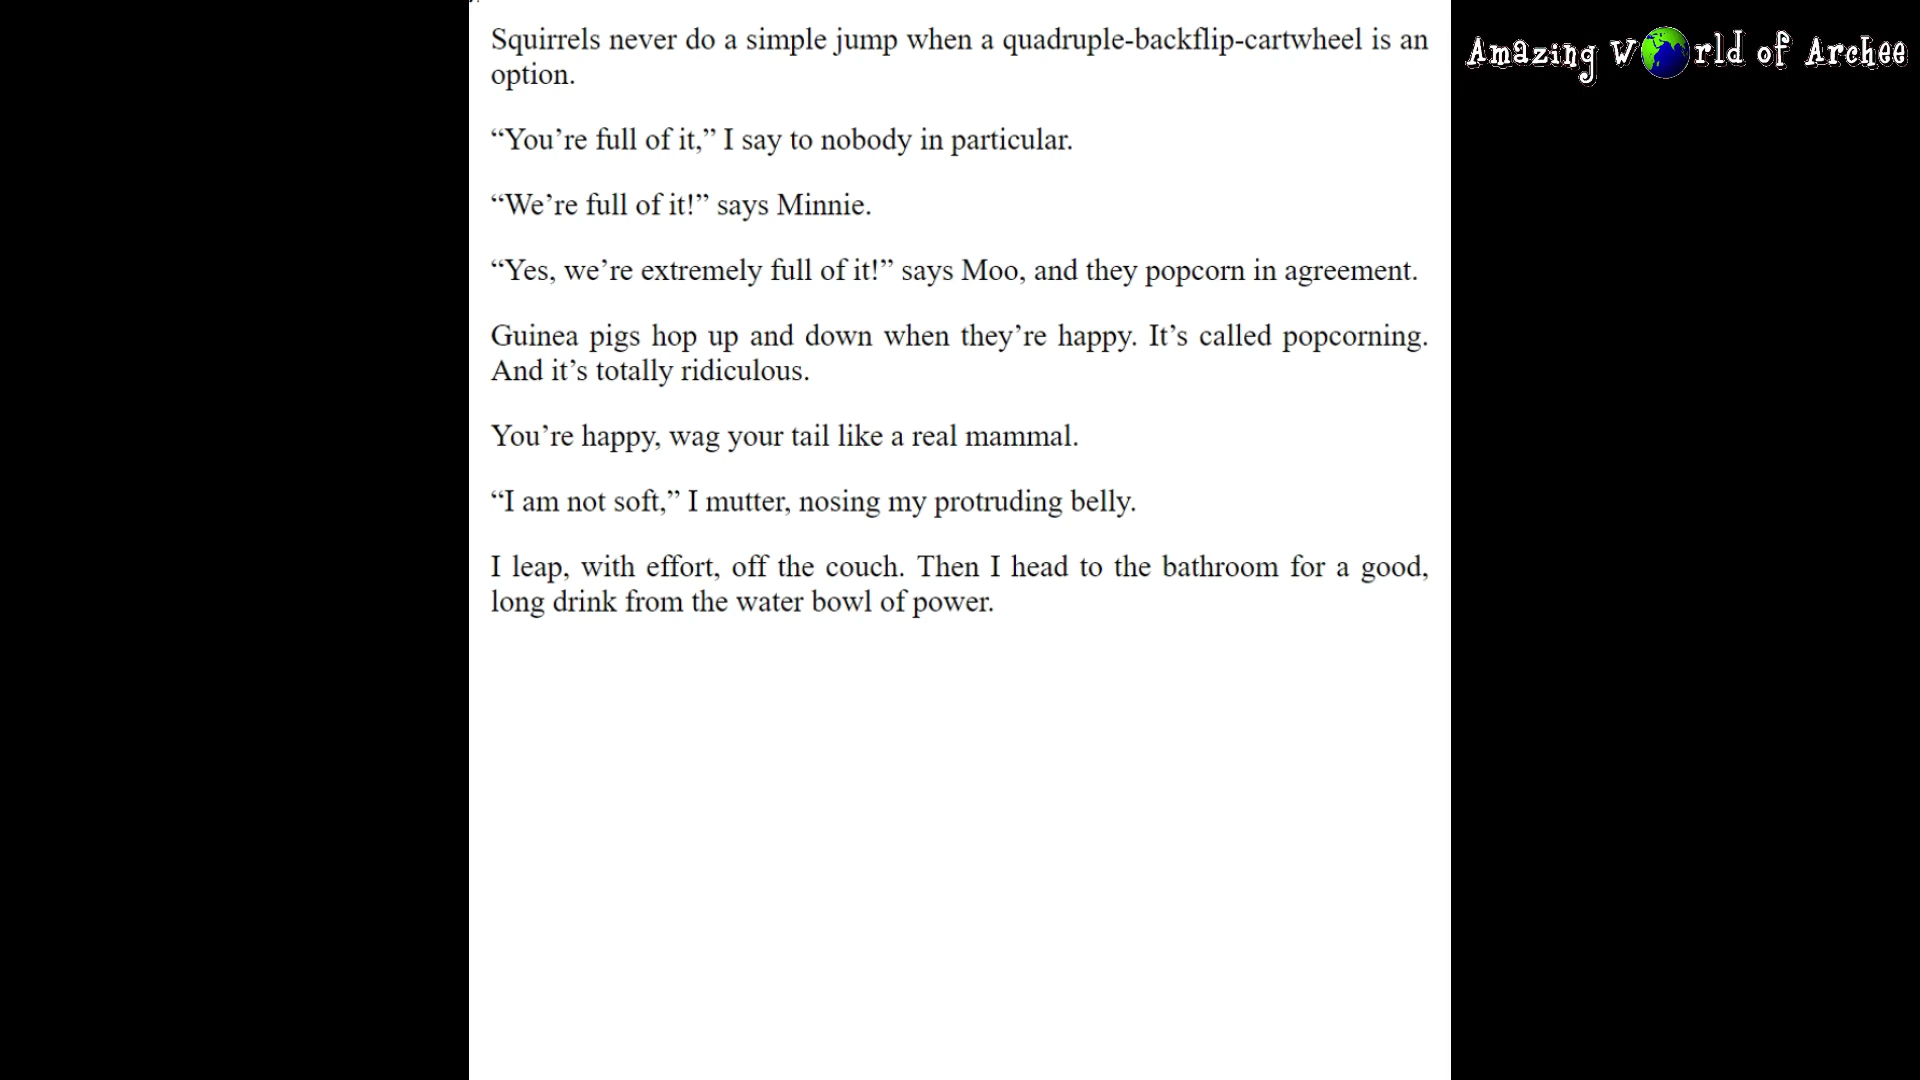 Squirrels never do a simple jump when a quadruple-backflip-cartwheel is an
option.
“You’re full of it,” I say to nobody in particular.
“We’re full of it!” says Minnie.
“Yes, we’re extremely full of it!” says Moo, and they popcorn in agreement.
Guinea pigs hop up and down when they’re happy. It’s called popcorning.
And it’s totally ridiculous.
You’re happy, wag your tail like a real mammal.
“I am not soft,” I mutter, nosing my protruding belly.
I leap, with effort, off the couch. Then I head to the bathroom for a good,
long drink from the water bowl of power.
Amazing World of Archee